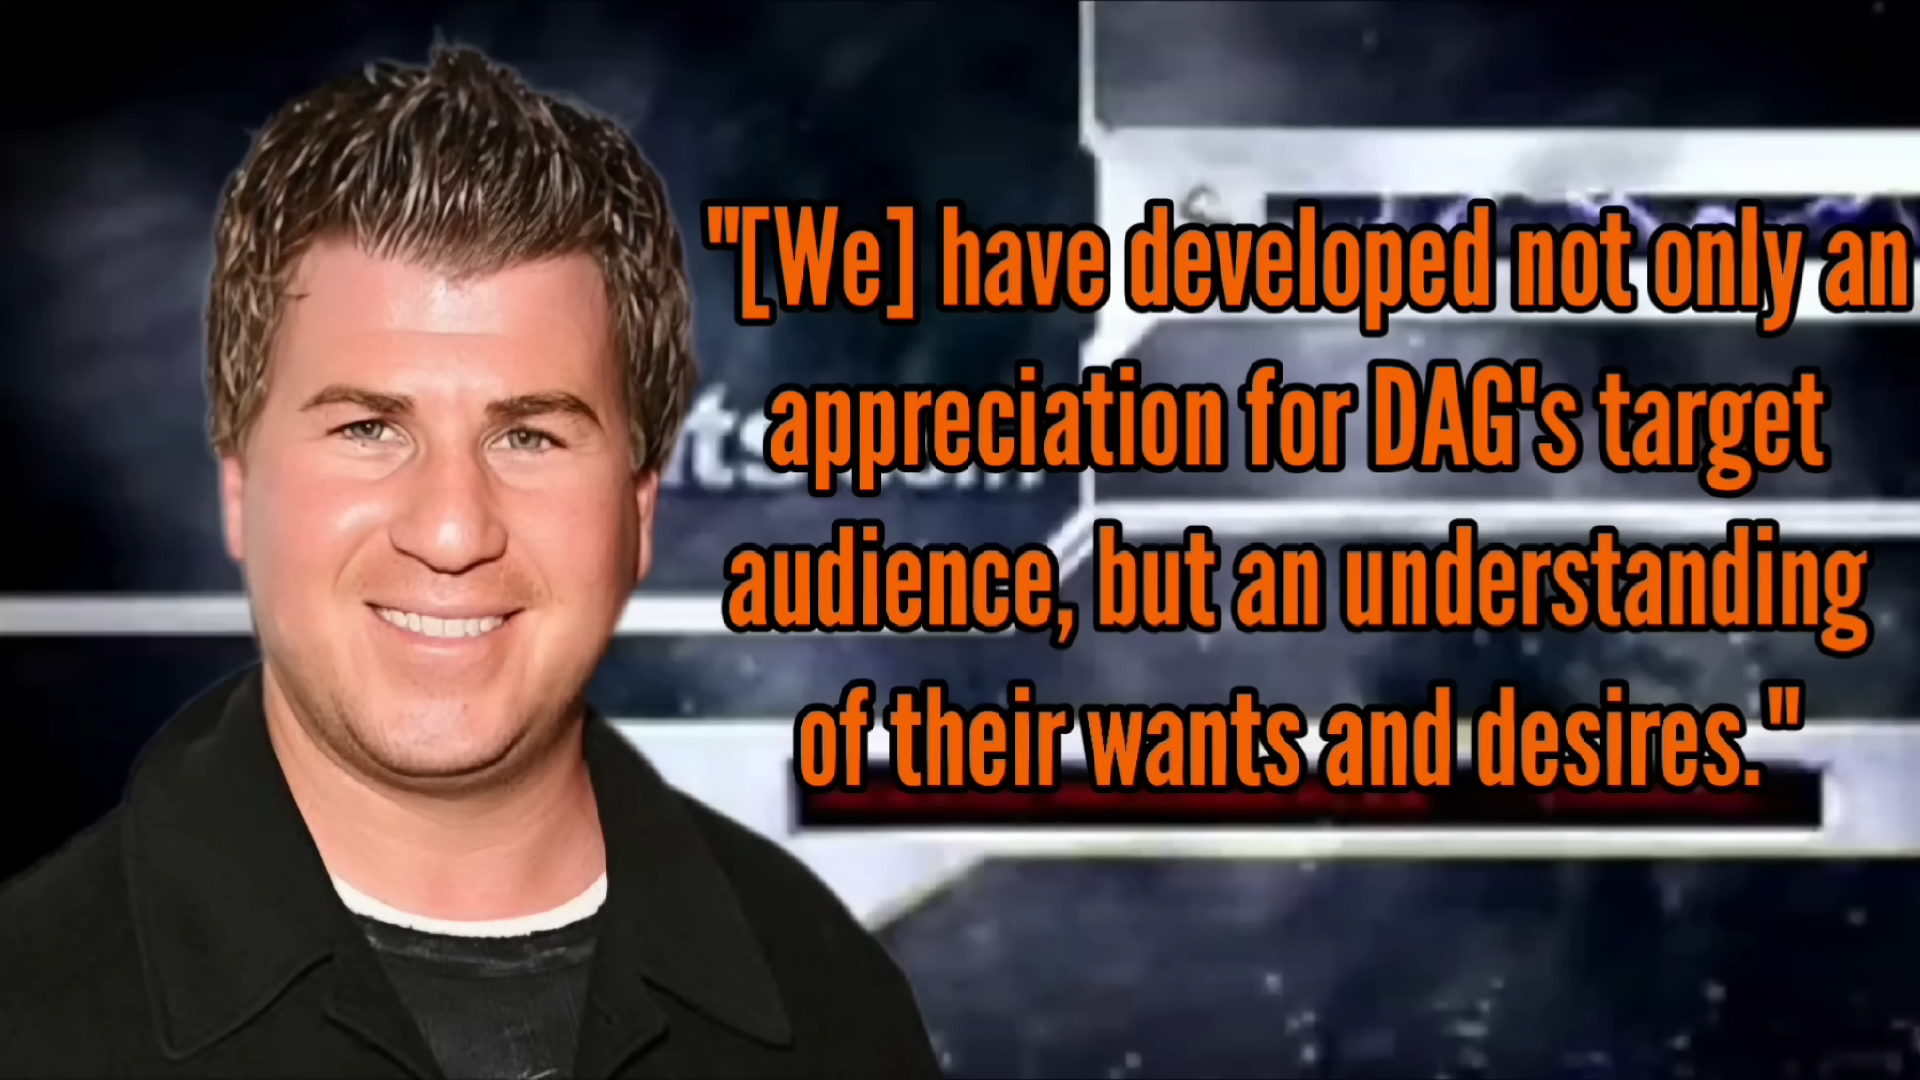 "[We] have developed not only an
appreciation for DAG's target
audience, but an understanding
of their wants and desires."